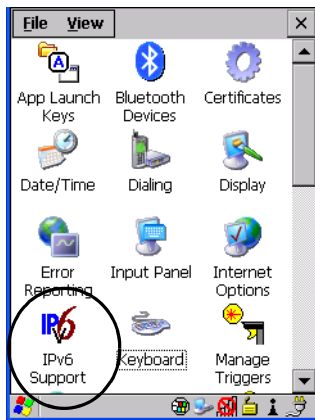 File View
App Launch Keys
Bluetooth Devices
Certificates
Date/Time
Dialing
Display
Error Reporting
Input Panel
Internet Options
IPv6
IPv6 Support
Keyboard
Manage Triggers